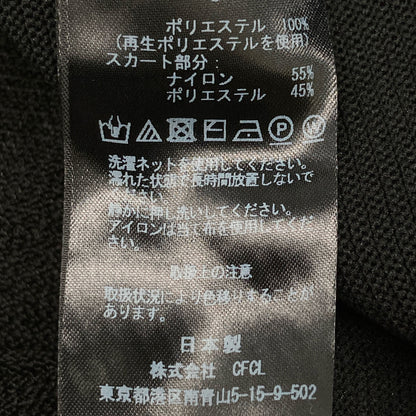 ポリエステル 100%
(再生ポリエステルを使用)
スカート部分:
ナイロン 55%
ポリエステル 45%
洗濯ネットを使用してください。
濡れた状態で長時間放置しないで
ください。
静かに押し洗いしてください。
アイロンは当て布を使用してください。
取扱上の注意
取扱状況により色移りすることが
あります。
日本製
株式会社 CFCL
東京都港区南青山5-15-9-502